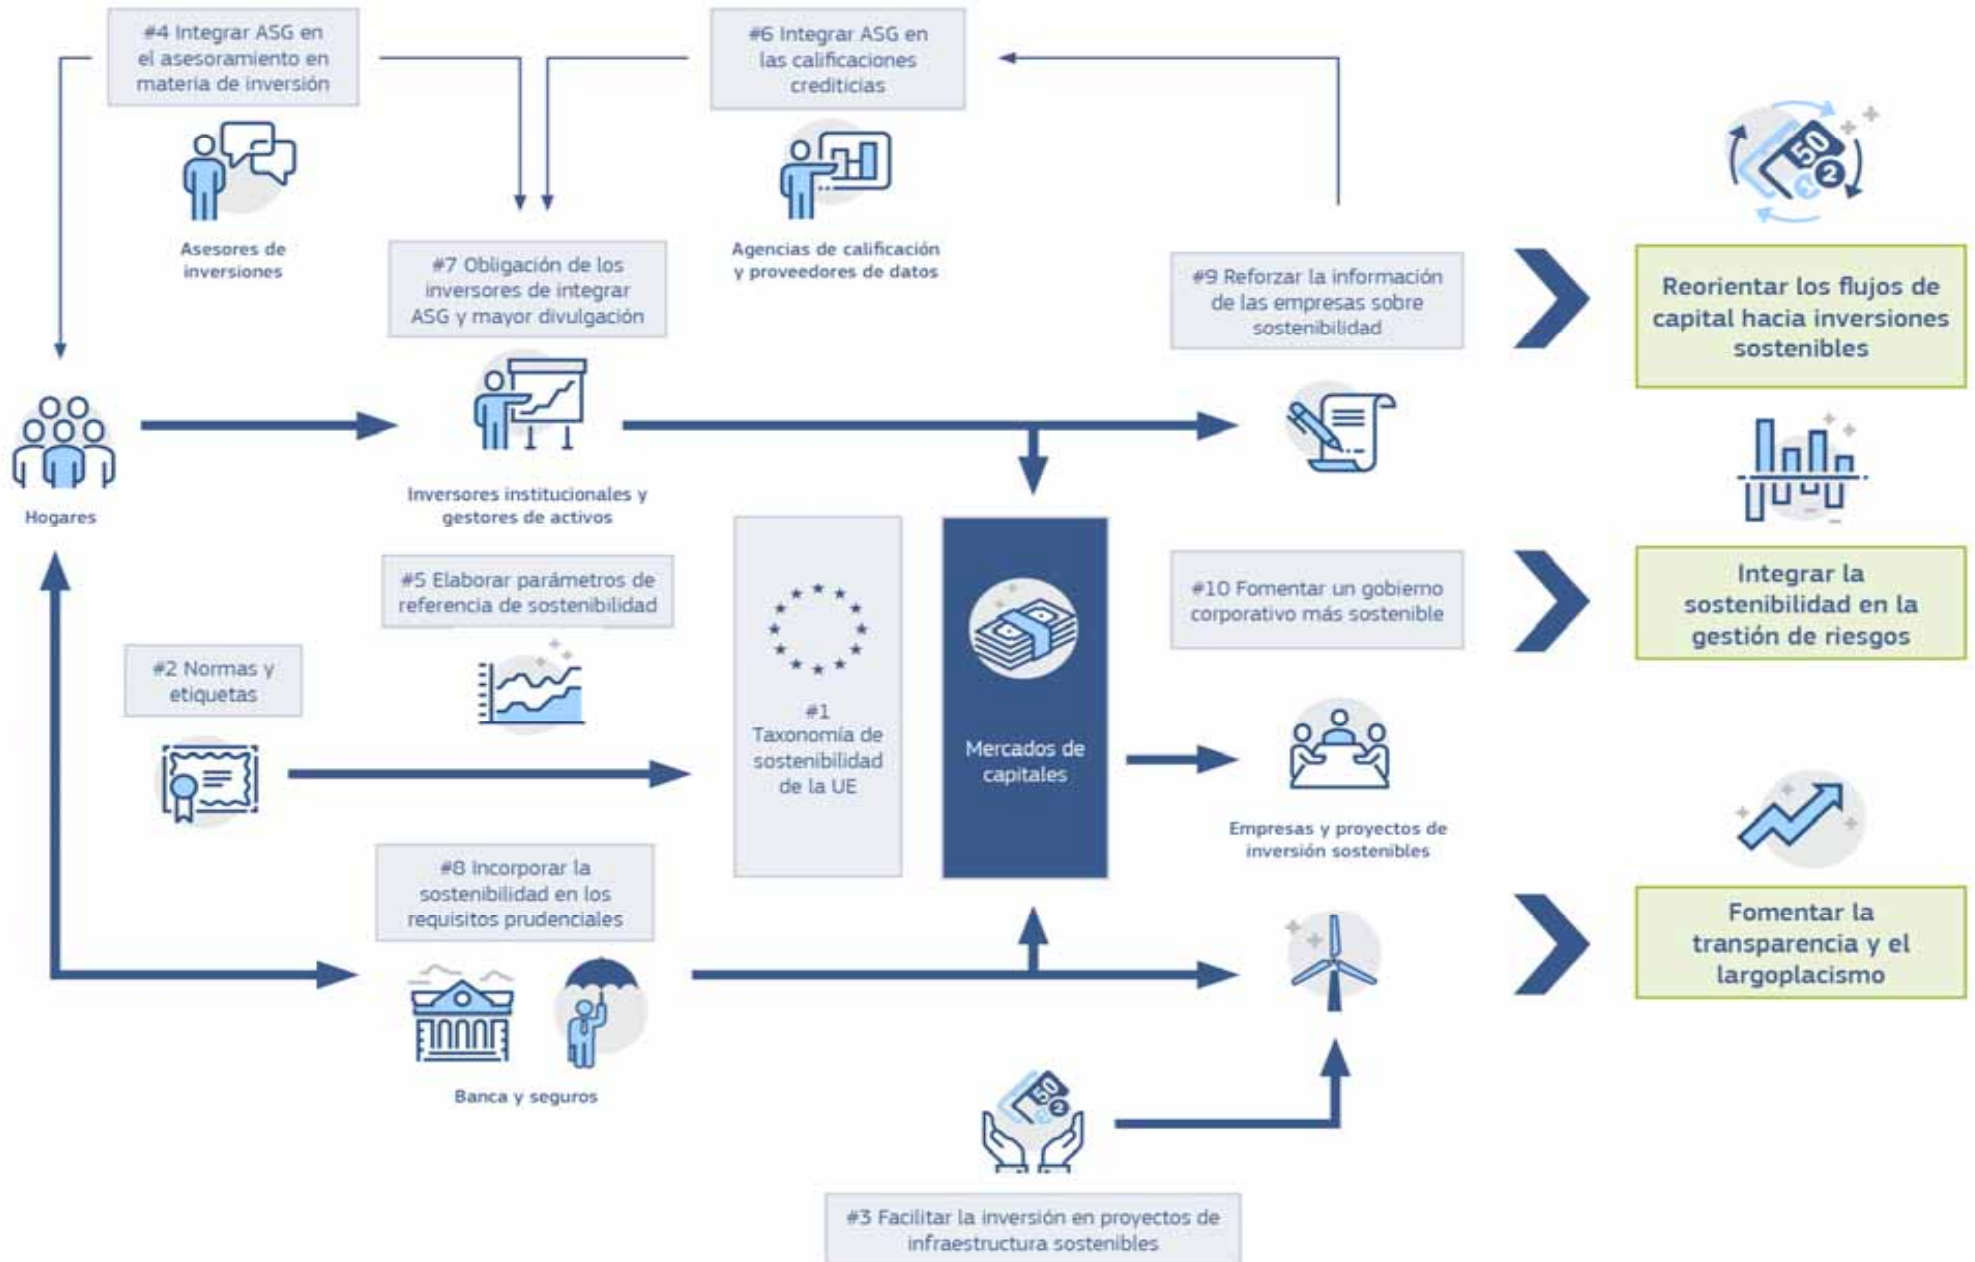 #4 Integrar ASG en
el asesoramiento en
materia de inversión
#6 Integrar ASG en
las calificaciones
crediticias
Asesores de
inversiones
#7 Obligación de los
inversores de integrar
ASG y mayor divulgación
Agencias de calificación
y proveedores de datos
#9 Reforzar la información
de las empresas sobre
sostenibilidad
50
2
Reorientar los flujos de
capital hacia inversiones
sostenibles
Hogares
Inversores institucionales y
gestores de activos
#5 Elaborar parámetros de
referencia de sostenibilidad
#10 Fomentar un gobierno
corporativo más sostenible
Integrar la
sostenibilidad en la
gestión de riesgos
#2 Normas y
etiquetas
#1
Taxonomía de
sostenibilidad
de la UE
Mercados de
capitales
Empresas y proyectos de
inversión sostenibles
#8 Incorporar la
sostenibilidad en los
requisitos prudenciales
Fomentar la
transparencia y el
largoplacismo
Banca y seguros
50
2
#3 Facilitar la inversión en proyectos de
infraestructura sostenibles